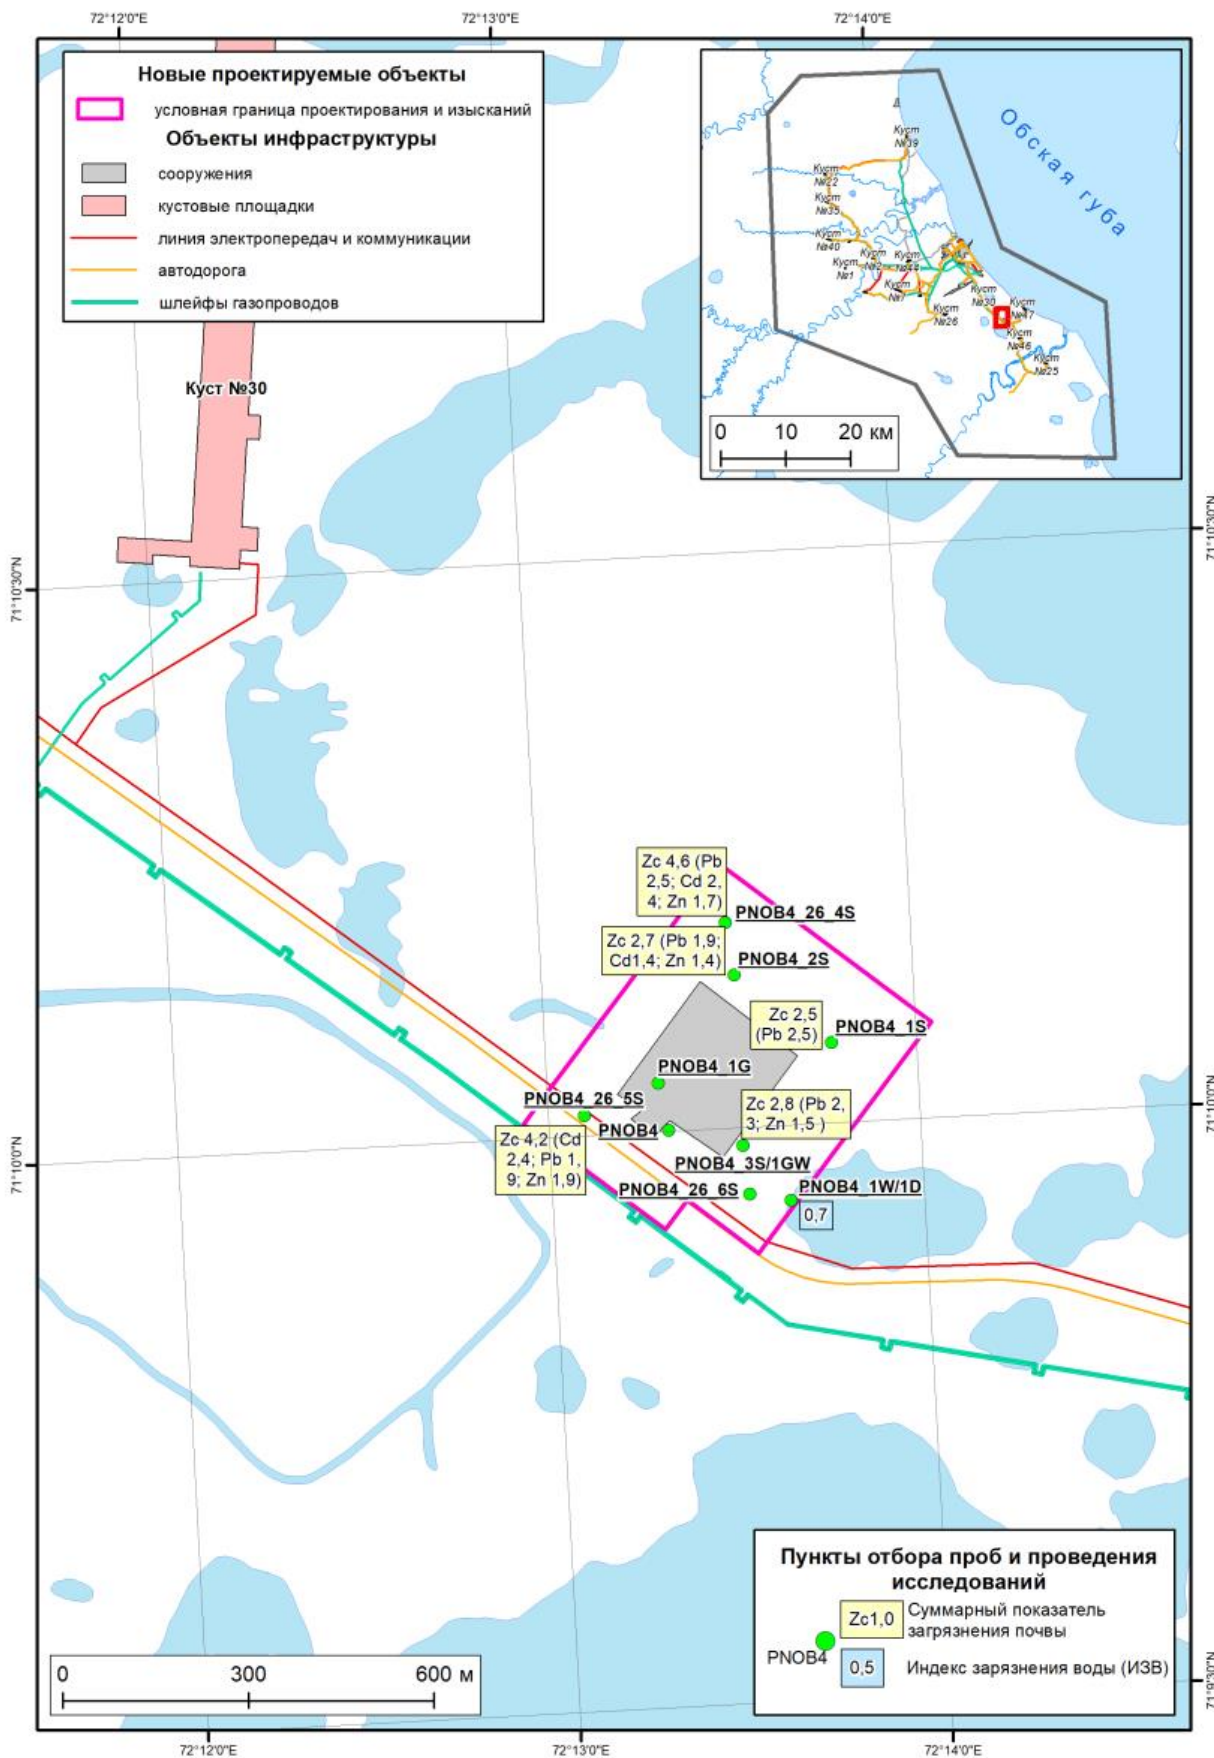 72°12'0"E
72°13'0"E
72°14'0"E
Новые проектируемые объекты
условная граница проектирования и изысканий
Объекты инфраструктуры
сооружения
кустовые площадки
линия электропередач и коммуникации
автодорога
шлейфы газопроводов
Обская губа
Д
Куст
№39
Куст
№22
Куст
№35
Куст
№40
Куст
№1
Куст
№2
Куст
№44
Куст
№7
Куст
№26
Куст
№30
Куст
№47
Куст
№46
Куст
№25
0 10 20 км
Куст №30
71°10'30"N
71°10'30"N
Zc 4,6 (Pb
2,5; Cd 2,
4; Zn 1,7)
PNOB4_26_4S
Zc 2,7 (Pb 1,9;
Cd1,4; Zn 1,4)
PNOB4_2S
Zc 2,5
(Pb 2,5)
PNOB4_1S
PNOB4_1G
PNOB4_26_5S
Zc 2,8 (Pb 2,
3; Zn 1,5 )
PNOB4
Zc 4,2 (Cd
2,4; Pb 1,
9; Zn 1,9)
PNOB4_3S/1GW
PNOB4_26_6S
PNOB4_1W/1D
0,7
71°10'0"N
71°10'0"N
Пункты отбора проб и проведения
исследований
PNOB4
Zc1,0
Суммарный показатель
загрязнения почвы
0,5
Индекс зарязнения воды (ИЗВ)
0 300 600 м
71°9'30"N
72°12'0"E
72°13'0"E
72°14'0"E